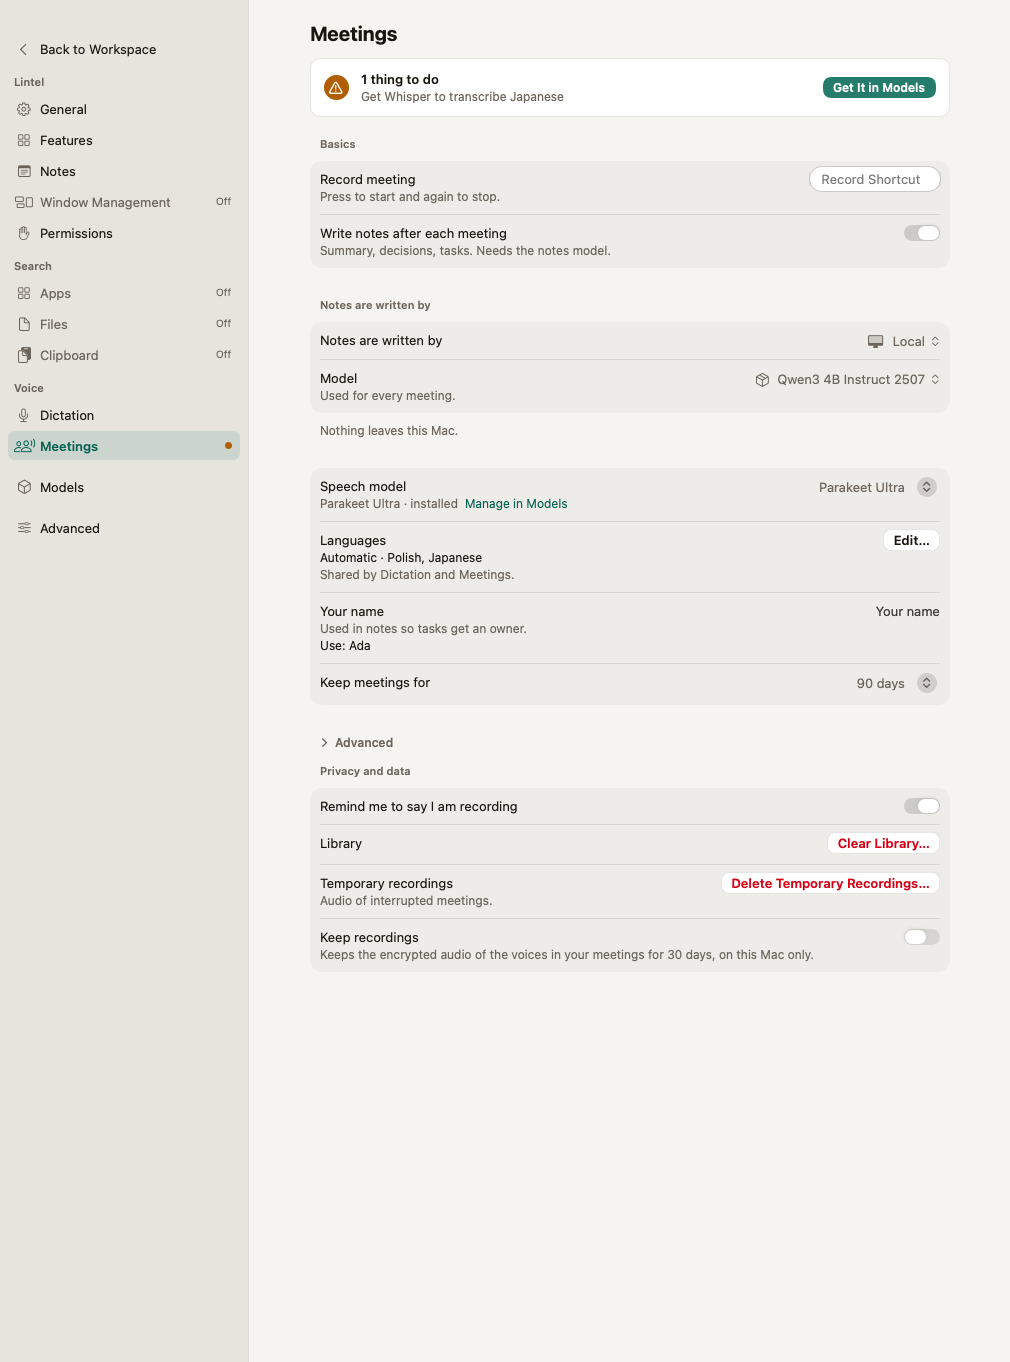 Back to Workspace
Lintel
General
Features
Notes
Window Management Off
Permissions
Search
Apps Off
Files Off
Clipboard Off
Voice
Dictation
Meetings
Models
Advanced
Meetings
1 thing to do
Get Whisper to transcribe Japanese
Get It in Models
Basics
Record meeting
Record Shortcut
Press to start and again to stop.
Write notes after each meeting
Summary, decisions, tasks. Needs the notes model.
Notes are written by
Notes are written by Local
Model Qwen3 4B Instruct 2507
Used for every meeting.
Nothing leaves this Mac.
Speech model Parakeet Ultra
Parakeet Ultra · installed Manage in Models
Languages Edit...
Automatic · Polish, Japanese
Shared by Dictation and Meetings.
Your name Your name
Used in notes so tasks get an owner.
Use: Ada
Keep meetings for 90 days
Advanced
Privacy and data
Remind me to say I am recording
Library Clear Library...
Temporary recordings Delete Temporary Recordings...
Audio of interrupted meetings.
Keep recordings
Keeps the encrypted audio of the voices in your meetings for 30 days, on this Mac only.